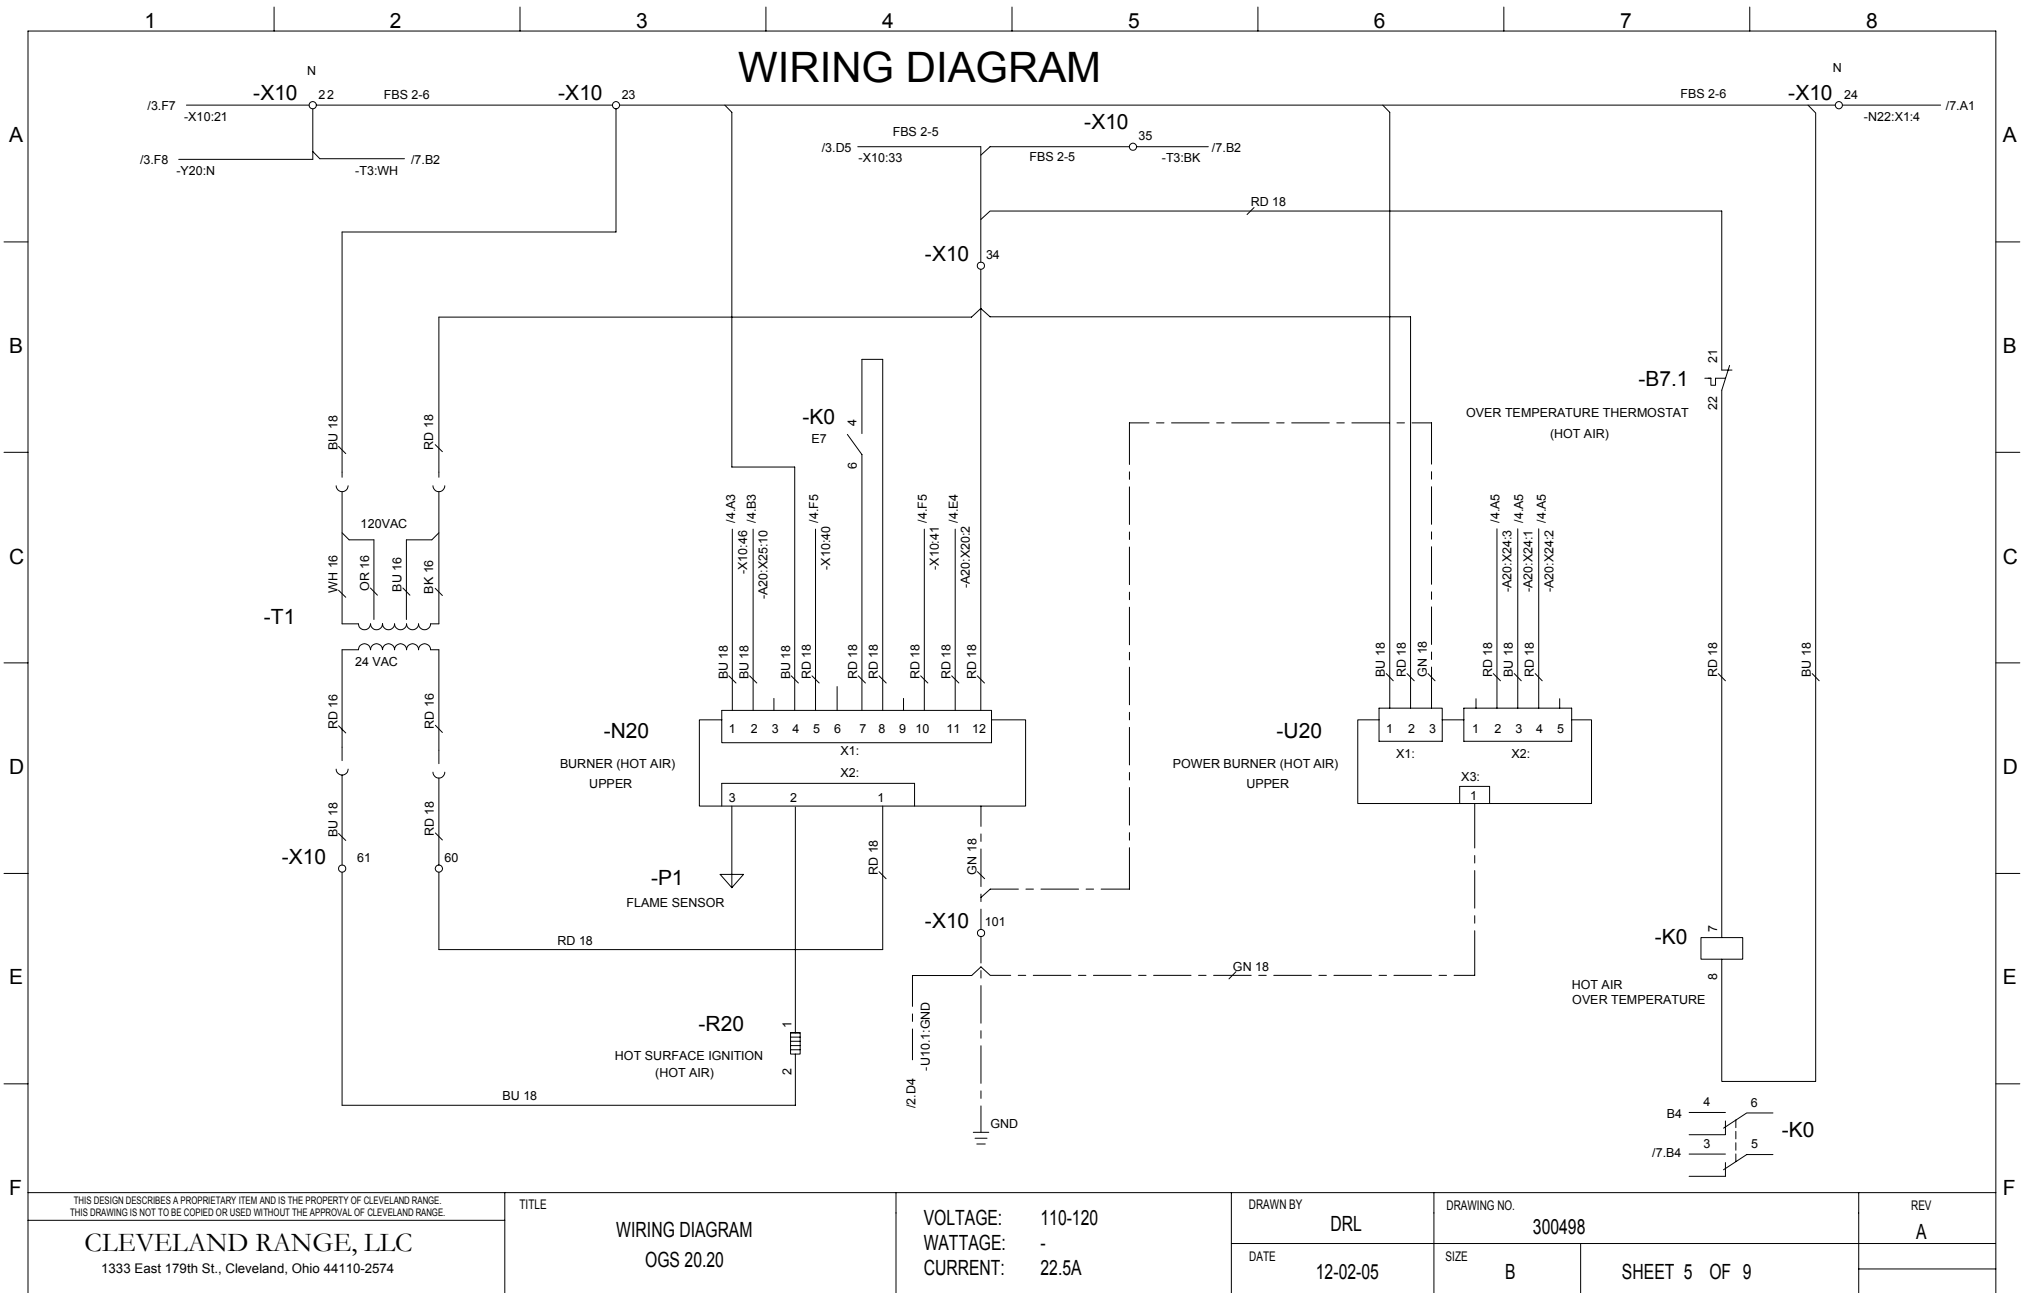 1 2 3 4 5 6 7 8
WIRING DIAGRAM
N
-X10 22
FBS 2-6
-X10 23
/3.F7
-X10:21
/3.F8
-Y20:N
-T3:WH
/7.B2
FBS 2-5
/3.D5
-X10:33
-X10
35
FBS 2-5
-T3:BK
/7.B2
N
FBS 2-6
-X10 24
-N22:X1:4
/7.A1
A
A
RD 18
-X10 34
B
B
BU 18
RD 18
-K0
E7
4
6
-B7.1
21
22
OVER TEMPERATURE THERMOSTAT
(HOT AIR)
C
C
120VAC
WH 16
OR 16
BU 16
BK 16
-T1
24 VAC
/4.A3
-X10:46
/4.B3
-A20:X25:10
/4.F5
-X10:40
/4.F5
-X10:41
/4.E4
-A20:X20:2
/4.A5
-A20:X24:3
/4.A5
-A20:X24:1
/4.A5
-A20:X24:2
BU 18
BU 18
BU 18
RD 18
RD 18
RD 18
RD 18
RD 18
RD 18
BU 18
RD 18
GN 18
RD 18
BU 18
RD 18
RD 18
BU 18
D
D
RD 16
RD 16
-N20
BURNER (HOT AIR)
UPPER
1 2 3 4 5 6 7 8 9 10 11 12
X1:
X2:
3 2 1
-U20
POWER BURNER (HOT AIR)
UPPER
1 2 3
X1:
1 2 3 4 5
X2:
X3:
1
BU 18
RD 18
-X10 61
60
-P1
FLAME SENSOR
RD 18
GN 18
-X10 101
E
E
RD 18
GN 18
-K0
7
8
HOT AIR
OVER TEMPERATURE
-R20
1
2
HOT SURFACE IGNITION
(HOT AIR)
-U10.1:GND
/2.D4
BU 18
GND
B4
4 6
-K0
/7.B4
3 5
F
F
THIS DESIGN DESCRIBES A PROPRIETARY ITEM AND IS THE PROPERTY OF CLEVELAND RANGE.
THIS DRAWING IS NOT TO BE COPIED OR USED WITHOUT THE APPROVAL OF CLEVELAND RANGE.
CLEVELAND RANGE, LLC
1333 East 179th St., Cleveland, Ohio 44110-2574
TITLE
WIRING DIAGRAM
OGS 20.20
VOLTAGE: 110-120
WATTAGE: -
CURRENT: 22.5A
DRAWN BY
DRL
DATE
12-02-05
DRAWING NO.
300498
SIZE
B
SHEET 5 OF 9
REV
A